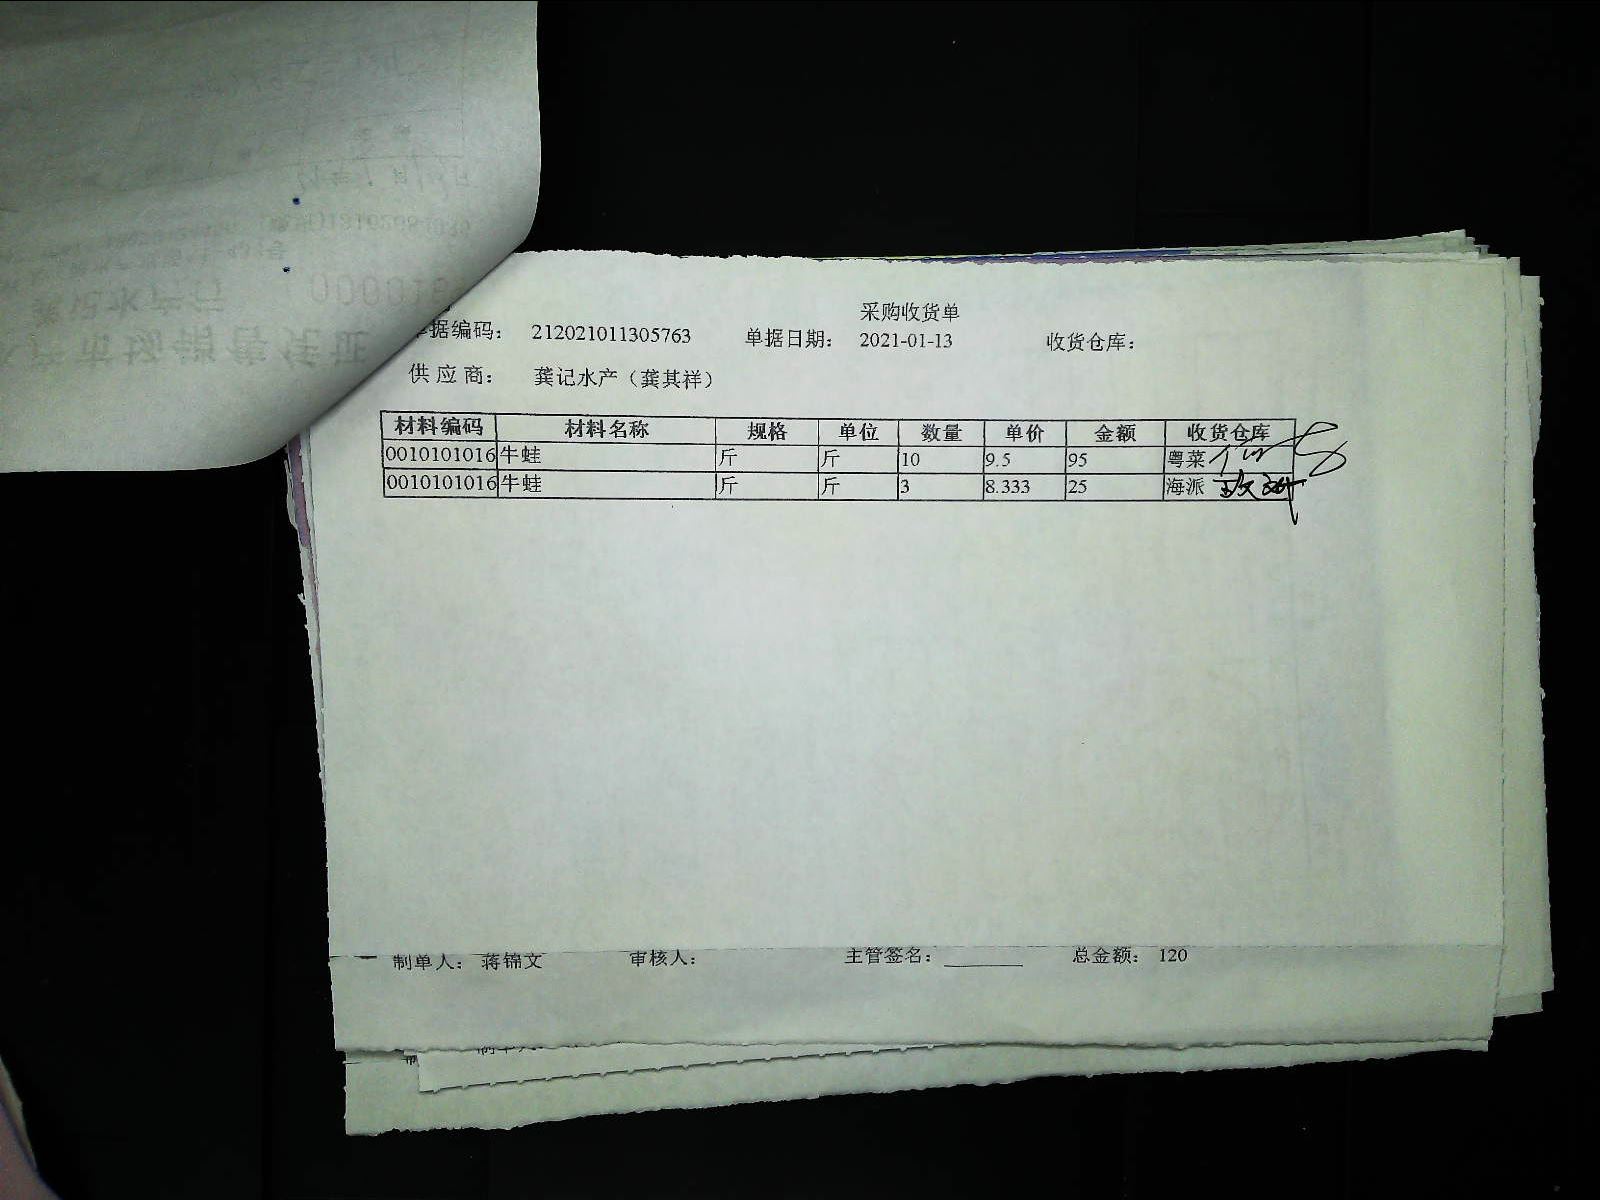 采购收货单
单据编码： 212021011305763 单据日期： 2021-01-13 收货仓库：
供 应 商： 龚记水产（龚其祥）
材料编码 材料名称 规格 单位 数量 单价 金额 收货仓库
0010101016 牛蛙 斤 斤 10 9.5 95 粤菜
0010101016 牛蛙 斤 斤 3 8.333 25 海派
制单人： 蒋锦文 审核人： 主管签名： 总金额： 120